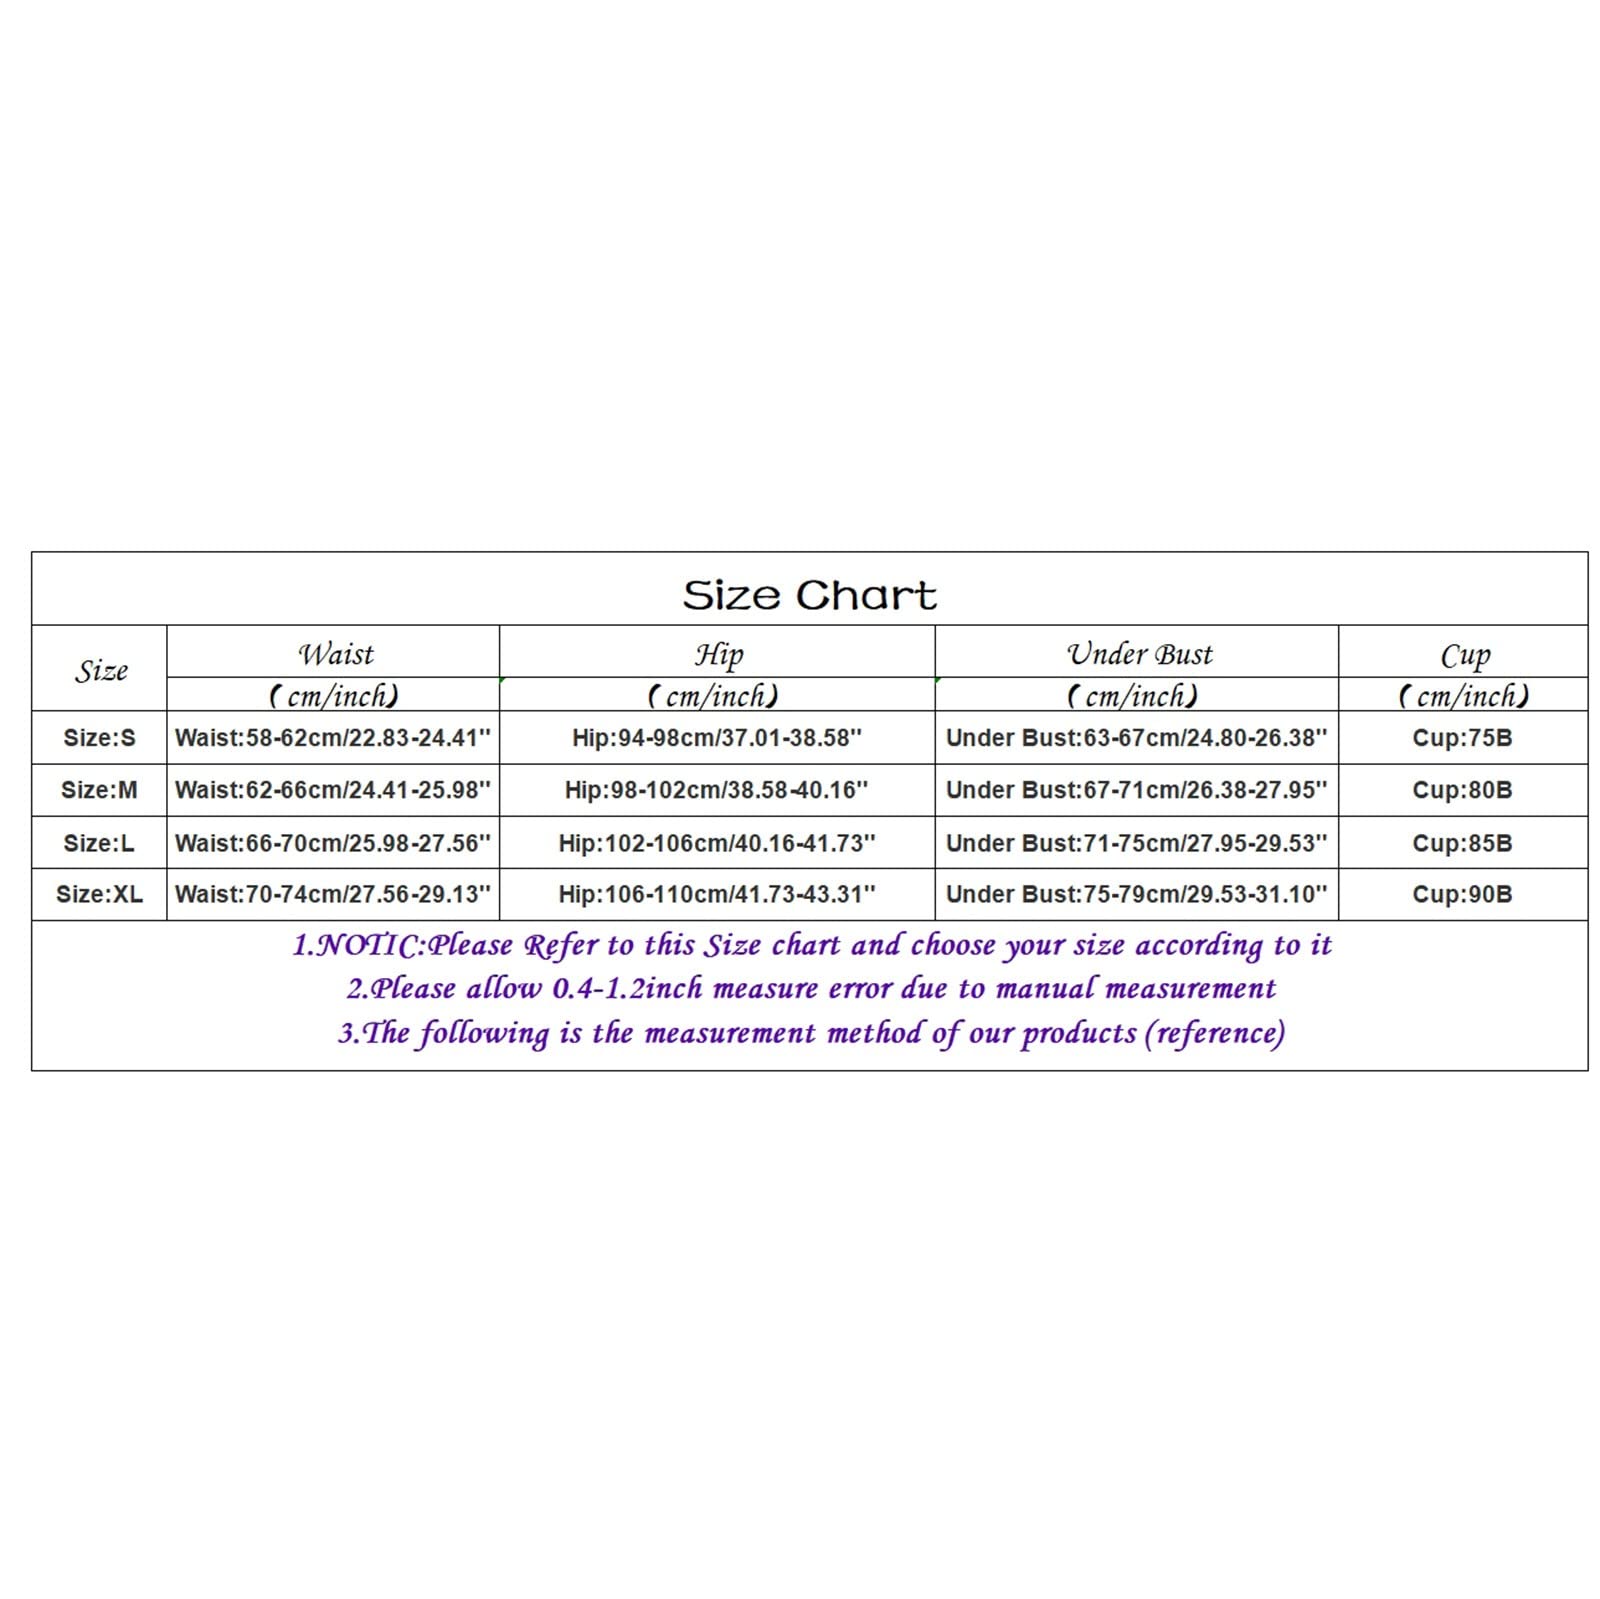 Size Chart
Size Waist Hip Under Bust Cup
(cm/inch) (cm/inch) (cm/inch) (cm/inch)
Size:S Waist:58-62cm/22.83-24.41'' Hip:94-98cm/37.01-38.58'' Under Bust:63-67cm/24.80-26.38'' Cup:75B
Size:M Waist:62-66cm/24.41-25.98'' Hip:98-102cm/38.58-40.16'' Under Bust:67-71cm/26.38-27.95'' Cup:80B
Size:L Waist:66-70cm/25.98-27.56'' Hip:102-106cm/40.16-41.73'' Under Bust:71-75cm/27.95-29.53'' Cup:85B
Size:XL Waist:70-74cm/27.56-29.13'' Hip:106-110cm/41.73-43.31'' Under Bust:75-79cm/29.53-31.10'' Cup:90B
1.NOTIC:Please Refer to this Size chart and choose your size according to it
2.Please allow 0.4-1.2inch measure error due to manual measurement
3.The following is the measurement method of our products (reference)